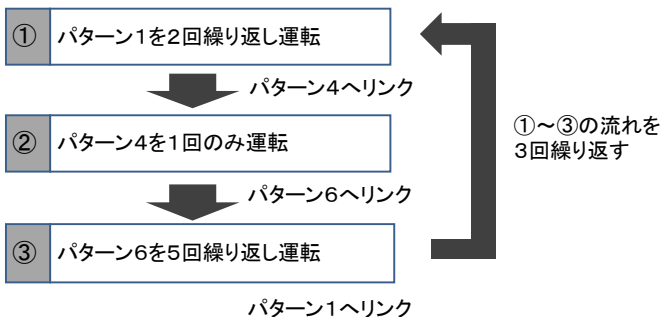 ① パターン1を2回繰り返し運転
パターン4へリンク
② パターン4を1回のみ運転
パターン6へリンク
③ パターン6を5回繰り返し運転
パターン1へリンク
①～③の流れを
3回繰り返す